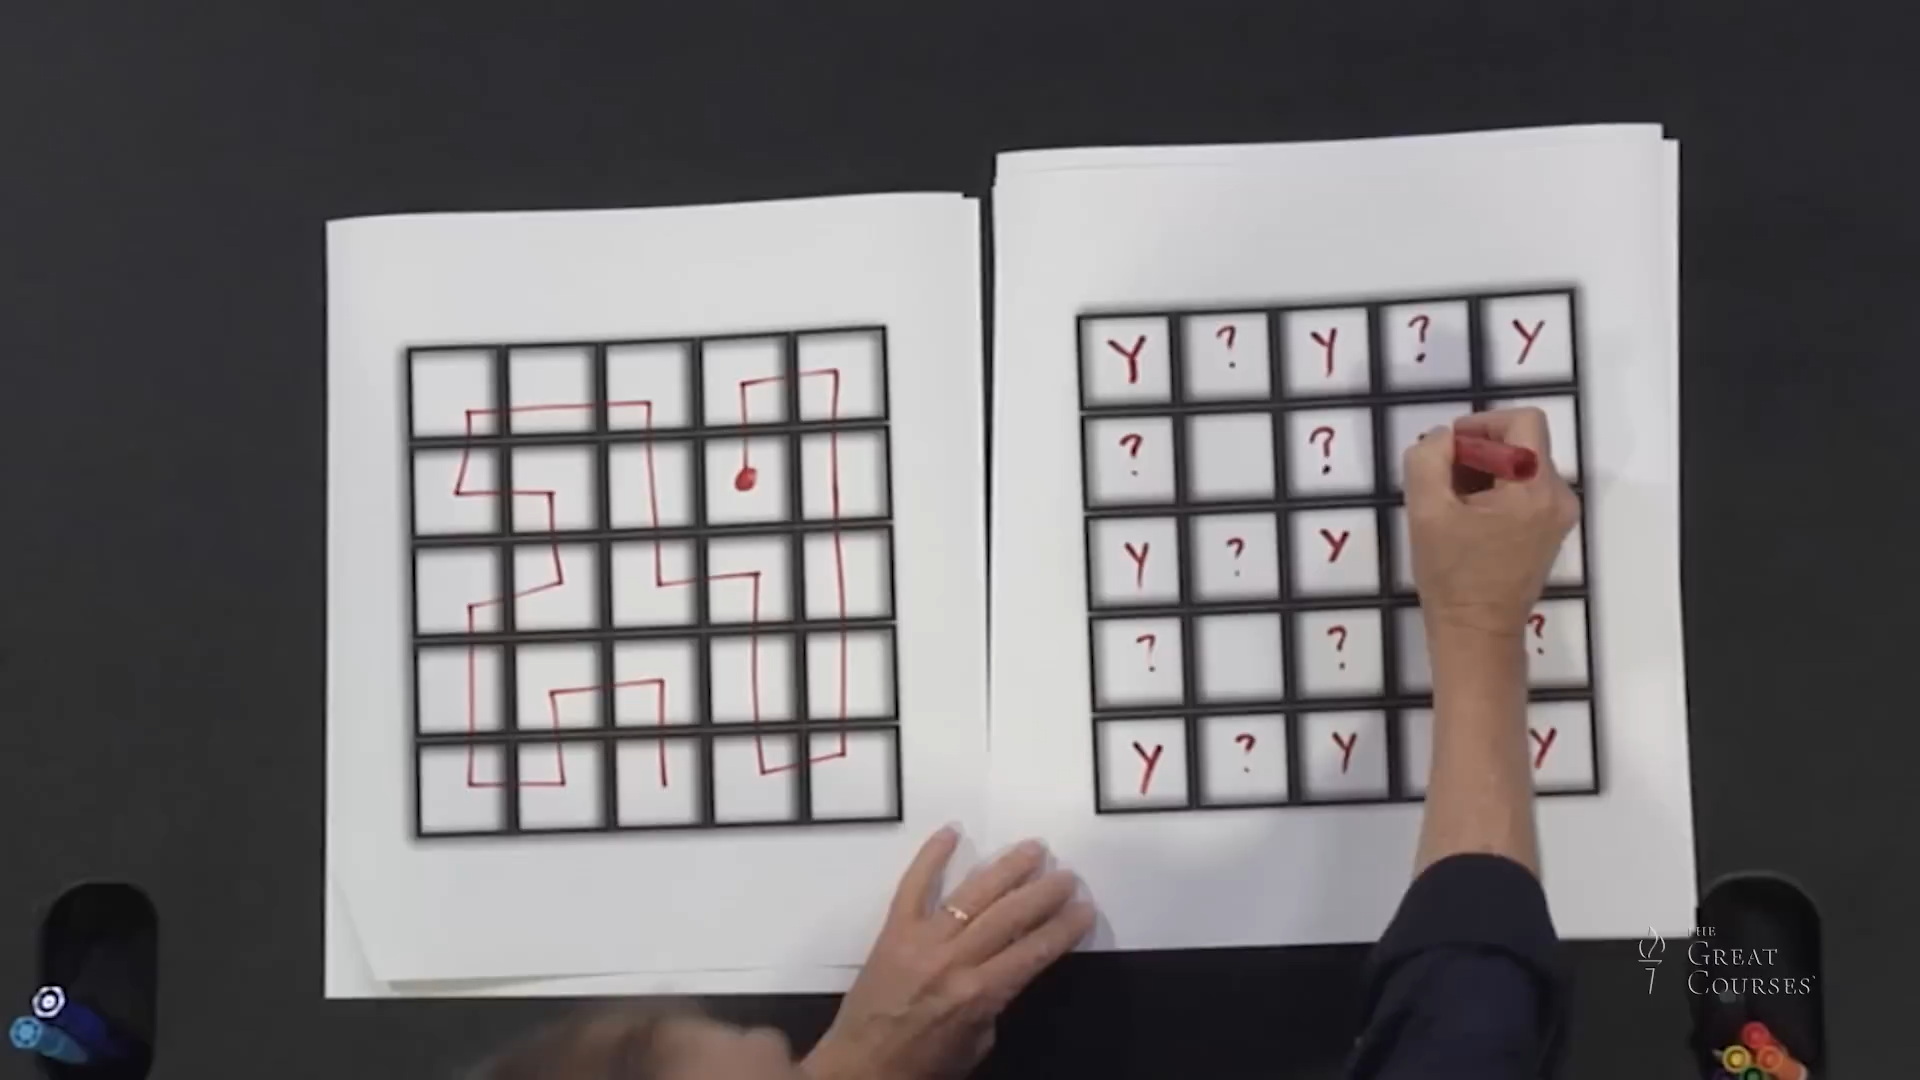 Y ? Y ? Y
? ?
Y ? Y
? ? ?
Y ? Y Y
THE
GREAT
COURSES